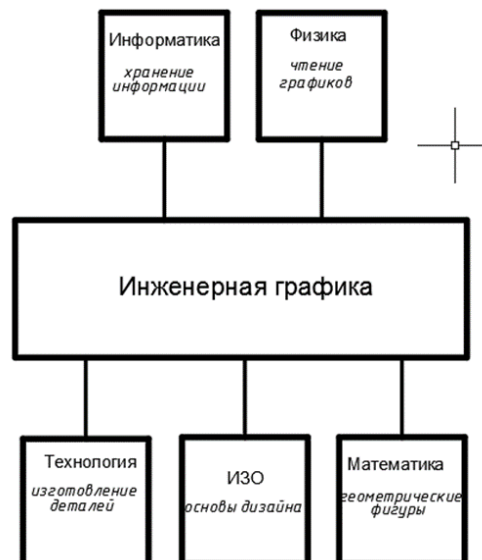 Информатика
хранение
информации
Физика
чтение
графиков
Инженерная графика
Технология
изготовление
деталей
ИЗО
основы дизайна
Математика
геометрические
фигуры